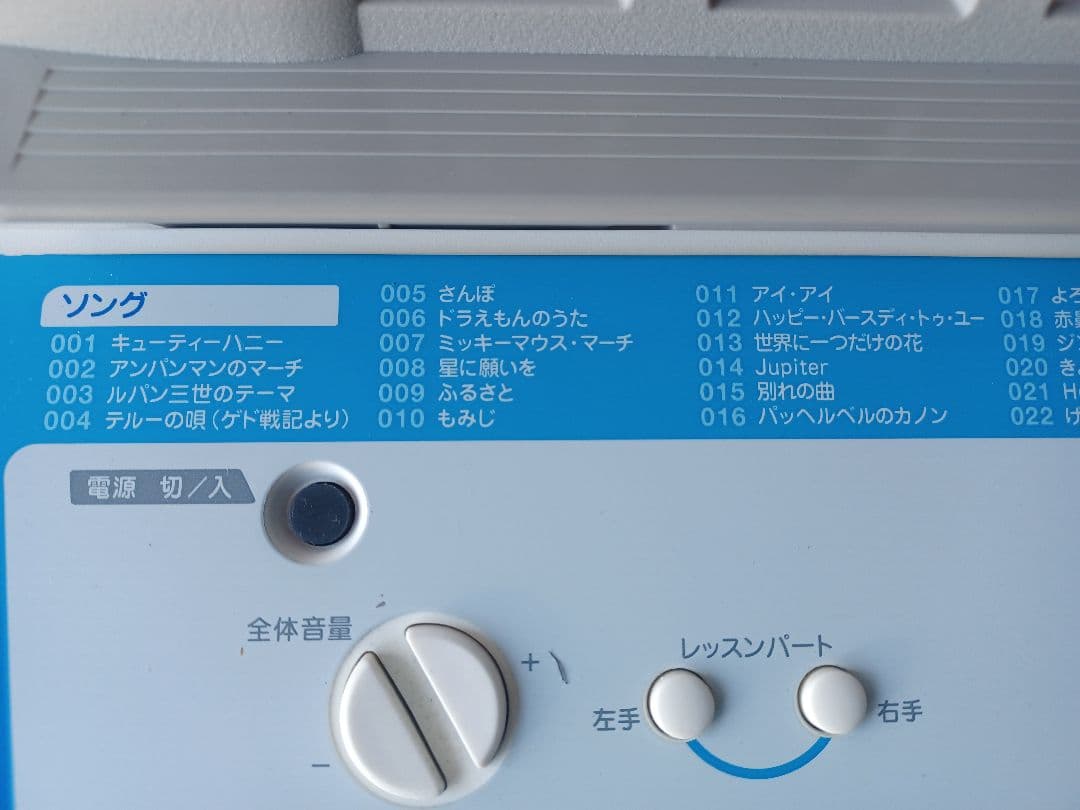 ソング
001 キューティーハニー
002 アンパンマンのマーチ
003 ルパン三世のテーマ
004 テルーの唄(ゲド戦記より)
005 さんぽ
006 ドラえもんのうた
007 ミッキーマウス・マーチ
008 星に願いを
009 ふるさと
010 もみじ
011 アイ・アイ
012 ハッピー・バースディ・トゥ・ユー
013 世界に一つだけの花
014 Jupiter
015 別れの曲
016 パッヘルベルのカノン
017 よろ
018 赤
019 ジン
020 き
021 H
022 け
電源 切/入
全体音量
+
−
レッスンパート
左手
右手